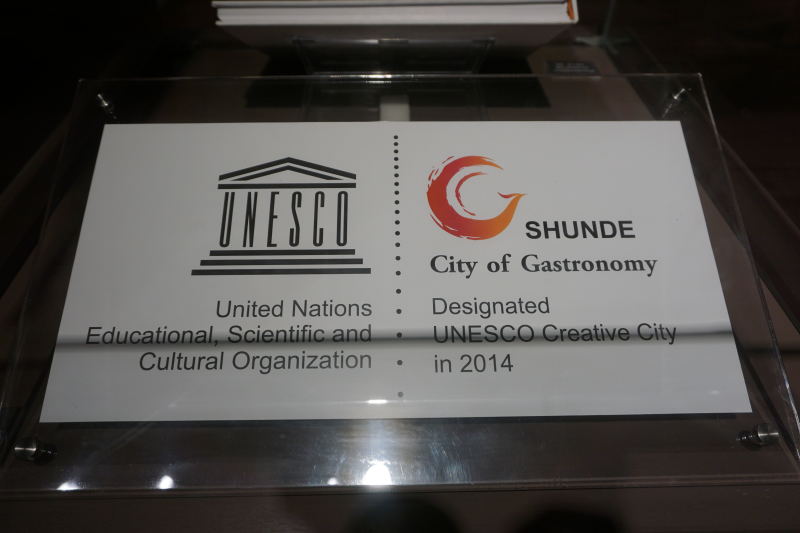 UNESCO
United Nations
Educational, Scientific and
Cultural Organization
SHUNDE
City of Gastronomy
Designated
UNESCO Creative City
in 2014